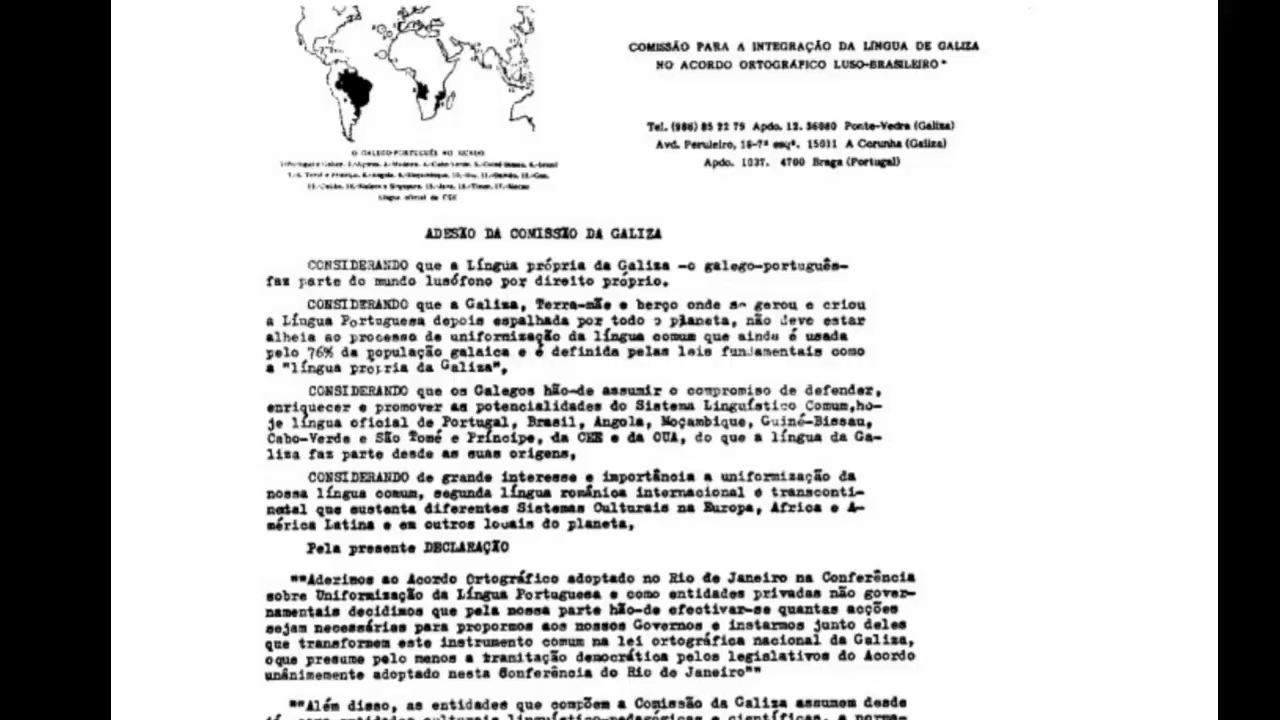 COMISSÃO PARA A INTEGRAÇÃO DA LÍNGUA DE GALIZA
NO ACORDO ORTOGRÁFICO LUSO-BRASILEIRO*
Tel. (986) 85 22 79 Apdo. 12. 36080 Ponte-Vedra (Galiza)
Avd. Peruleiro, 16-7ª esqª. 15011 A Corunha (Galiza)
Apdo. 1037. 4700 Braga (Portugal)
O GALEGO-PORTUGUÊS NO MUNDO
Língua oficial da CEE
ADESÃO DA COMISSÃO DA GALIZA
CONSIDERANDO que a Língua própria da Galiza -o galego-português-
faz parte do mundo lusófono por direito próprio.
CONSIDERANDO que a Galiza, Terra-mãe e berço onde se gerou e criou
a Língua Portuguesa depois espalhada por todo o planeta, não deve estar
alheia ao processo de uniformização da língua comum que ainda é usada
pelo 76% da população galaica e é definida pelas leis fundamentais como
a "língua propria da Galiza",
CONSIDERANDO que os Galegos hão-de assumir o compromiso de defender,
enriquecer e promover as potencialidades do Sistema Linguístico Comum,ho-
je língua oficial de Portugal, Brasil, Angola, Moçambique, Guiné-Bissau,
Cabo-Verde e São Tomé e Príncipe, da CEE e da OUA, do que a língua da Ga-
liza faz parte desde as suas origens,
CONSIDERANDO de grande interesse e importância a uniformização da
nossa língua comum, segunda língua românica internacional e transconti-
nental que sustenta diferentes Sistemas Culturais na Europa, Africa e A-
mérica Latina e em outros locais do planeta,
Pela presente DECLARAÇÃO
""Aderimos ao Acordo Ortográfico adoptado no Rio de Janeiro na Conferência
sobre Uniformização da Língua Portuguesa e como entidades privadas não gover-
namentais decidimos que pela nossa parte hão-de efectivar-se quantas acções
sejam necessárias para propormos aos nossos Governos e instarmos junto deles
que transformem este instrumento comum na lei ortográfica nacional da Galiza,
oque presume pelo menos a tramitação democrática pelos legislativos do Acordo
unânimemente adoptado nesta Conferência do Rio de Janeiro""
""Além disso, as entidades que compõem a Comissão da Galiza assumem desde